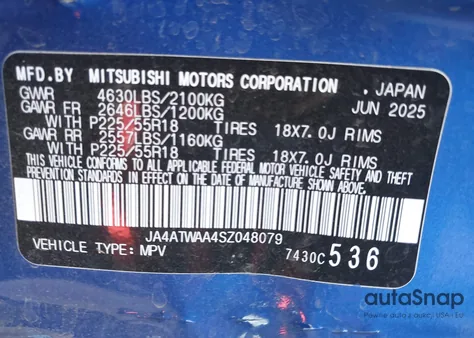 MFD.BY MITSUBISHI MOTORS CORPORATION . JAPAN
GVWR 4630LBS/2100KG JUN 2025
GAWR FR 2646LBS/1200KG
WITH P225/55R18 TIRES 18X7.0J RIMS
GAWR RR 2557LBS/1160KG
WITH P225/55R18 TIRES 18X7.0J RIMS
THIS VEHICLE CONFORMS TO ALL APPLICABLE FEDERAL MOTOR VEHICLE SAFETY AND THEFT
PREVENTION STANDARDS IN EFFECT ON THE DATE OF MANUFACTURE SHOWN ABOVE.
JA4ATWAA4SZ048079
VEHICLE TYPE: MPV 7430C 536
autoSnap